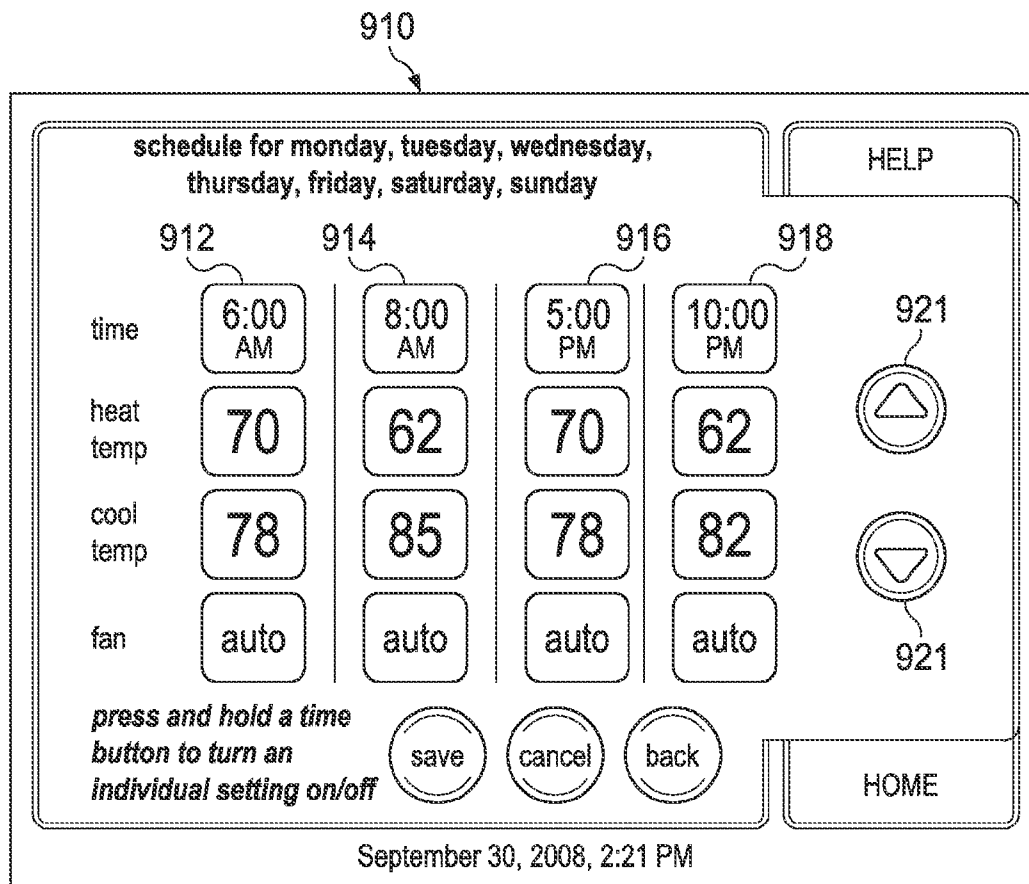 910
schedule for monday, tuesday, wednesday,
thursday, friday, saturday, sunday
HELP
912 914 916 918
time 6:00 AM 8:00 AM 5:00 PM 10:00 PM
921
heat temp 70 62 70 62
cool temp 78 85 78 82
fan auto auto auto auto
921
press and hold a time
button to turn an
individual setting on/off
save cancel back
HOME
September 30, 2008, 2:21 PM